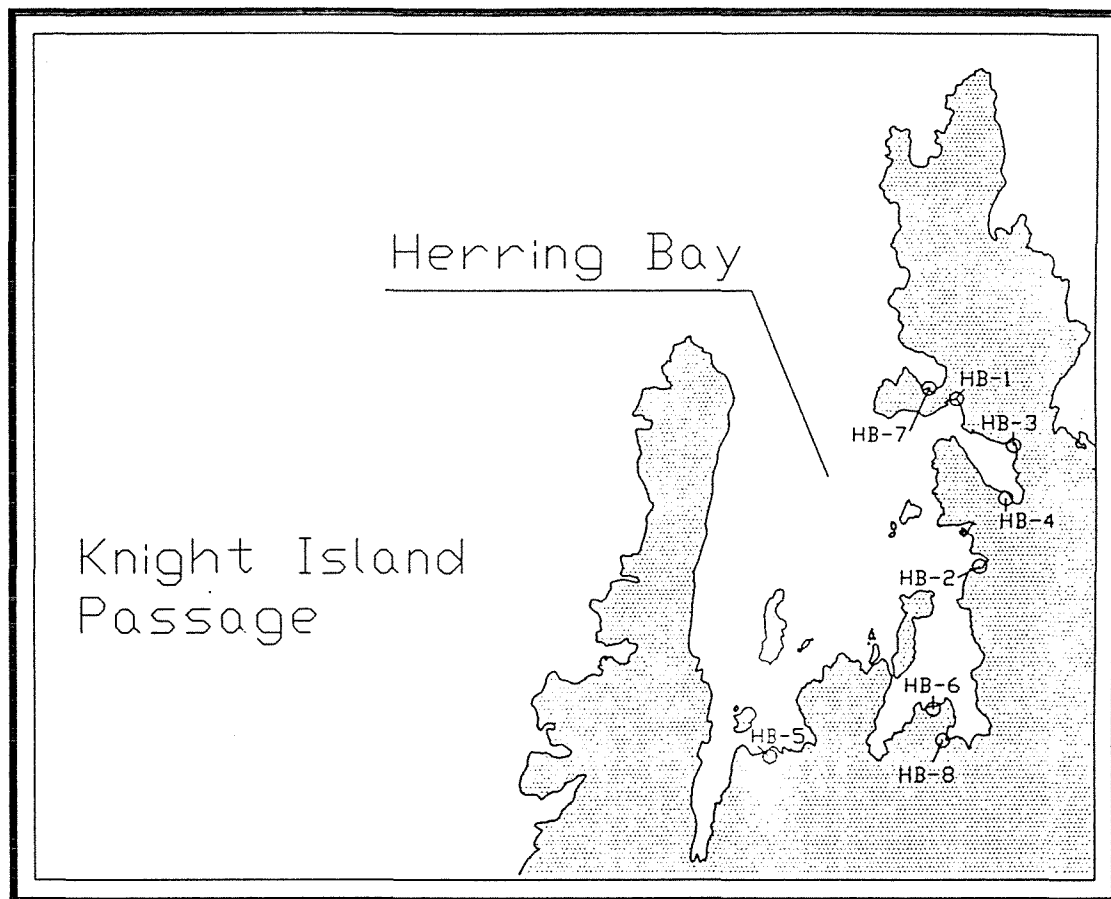 Herring Bay
HB-1
HB-7
HB-3
HB-4
Knight Island
Passage
HB-2
HB-6
HB-5
HB-8